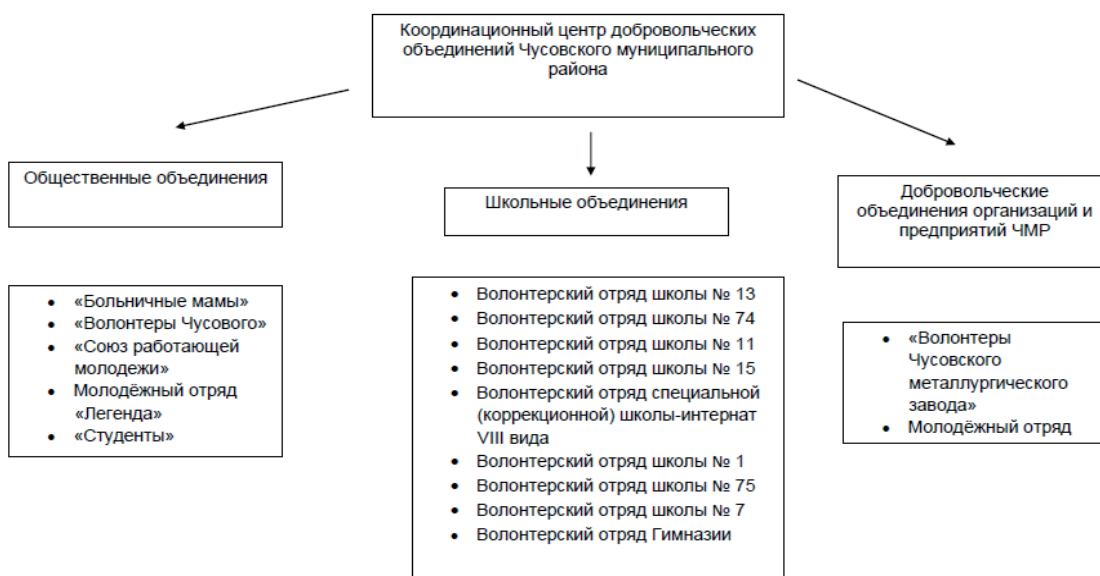 Координационный центр добровольческих
объединений Чусовского муниципального
района
Общественные объединения
Школьные объединения
Добровольческие
объединения организаций и
предприятий ЧМР
• «Больничные мамы»
• «Волонтеры Чусового»
• «Союз работающей
молодежи»
• Молодёжный отряд
«Легенда»
• «Студенты»
• Волонтерский отряд школы № 13
• Волонтерский отряд школы № 74
• Волонтерский отряд школы № 11
• Волонтерский отряд школы № 15
• Волонтерский отряд специальной
(коррекционной) школы-интернат
VIII вида
• Волонтерский отряд школы № 1
• Волонтерский отряд школы № 75
• Волонтерский отряд школы № 7
• Волонтерский отряд Гимназии
• «Волонтеры
Чусовского
металлургического
завода»
• Молодёжный отряд